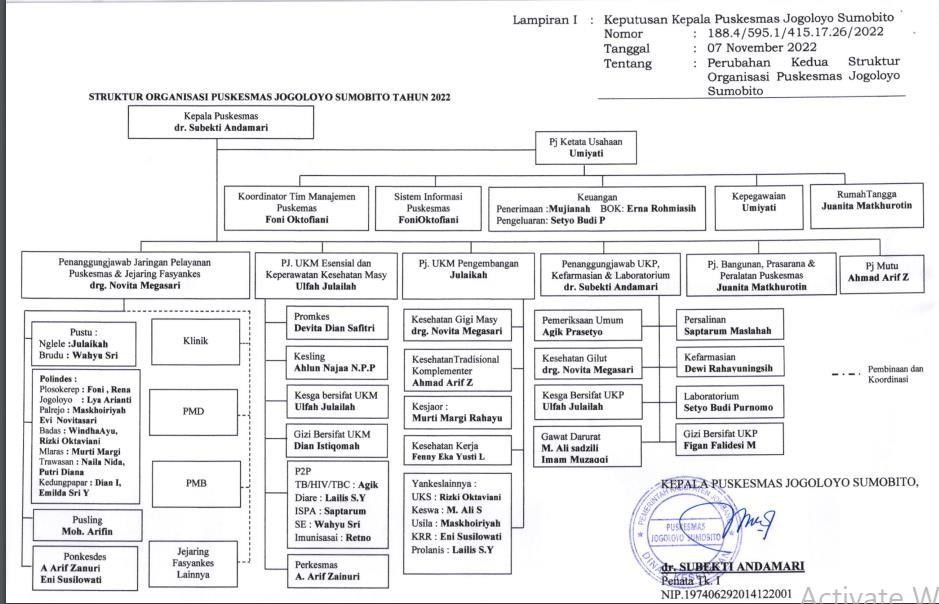 Lampiran I : Keputusan Kepala Puskesmas Jogoloyo Sumobito
Nomor : 188.4/595.1/415.17.26/2022
Tanggal : 07 November 2022
Tentang : Perubahan Kedua Struktur
Organisasi Puskesmas Jogoloyo
Sumobito
STRUKTUR ORGANISASI PUSKESMAS JOGOLOYO SUMOBITO TAHUN 2022
Kepala Puskesmas
dr. Subekti Andamari
Pj Ketata Usahaan
Umiyati
Koordinator Tim Manajemen
Puskemas
Foni Oktofiani
Sistem Informasi
Puskesmas
FoniOktofiani
Keuangan
Penerimaan :Mujianah BOK: Erna Rohmiasih
Pengeluaran: Setyo Budi P
Kepegawaian
Umiyati
RumahTangga
Juanita Matkhurotin
Penanggungjawab Jaringan Pelayanan
Puskesmas & Jejaring Fasyankes
drg. Novita Megasari
PJ. UKM Esensial dan
Keperawatan Kesehatan Masy
Ulfah Julailah
Pj. UKM Pengembangan
Julaikah
Penanggungjawab UKP,
Kefarmasian & Laboratorium
dr. Subekti Andamari
Pj. Bangunan, Prasarana &
Peralatan Puskesmas
Juanita Matkhurotin
Pj Mutu
Ahmad Arif Z
Pustu :
Nglele :Julaikah
Brudu : Wahyu Sri
Polindes :
Plosokerep : Foni , Rena
Jogoloyo : Lya Arianti
Palrejo : Maskhoiriyah
Evi Novitasari
Badas : WindhaAyu,
Rizki Oktaviani
Mlaras : Murti Margi
Trawasan : Naila Nida,
Putri Diana
Kedungpapar : Dian I,
Emilda Sri Y
Pusling
Moh. Arifin
Ponkesdes
A Arif Zanuri
Eni Susilowati
Klinik
PMD
PMB
Jejaring
Fasyankes
Lainnya
Promkes
Devita Dian Safitri
Kesling
Ahlun Najaa N.P.P
Kesga bersifat UKM
Ulfah Julailah
Gizi Bersifat UKM
Dian Istiqomah
P2P
TB/HIV/TBC : Agik
Diare : Lailis S.Y
ISPA : Saptarum
SE : Wahyu Sri
Imunisasi : Retno
Perkesmas
A. Arif Zainuri
Kesehatan Gigi Masy
drg. Novita Megasari
KesehatanTradisional
Komplementer
Ahmad Arif Z
Kesjaor :
Murti Margi Rahayu
Kesehatan Kerja
Fenny Eka Yusti L
Yankeslainnya :
UKS : Rizki Oktaviani
Keswa : M. Ali S
Usila : Maskhoiriyah
KRR : Eni Susilowati
Prolanis : Lailis S.Y
Pemeriksaan Umum
Agik Prasetyo
Kesehatan Gilut
drg. Novita Megasari
Kesga Bersifat UKP
Ulfah Julailah
Gawat Darurat
M. Ali sadzili
Imam Muzaqqi
Persalinan
Saptarum Maslahah
Kefarmasian
Dewi Rahayuningsih
Laboratorium
Setyo Budi Purnomo
Gizi Bersifat UKP
Figan Falidesi M
Pembinaan dan
Koordinasi
KEPALA PUSKESMAS JOGOLOYO SUMOBITO,
PEMERINTAH KABUPATEN JOMBANG
PUSKESMAS
JOGOLOYO SUMOBITO
DINAS KESEHATAN
dr. SUBEKTI ANDAMARI
Penata Tk. I
NIP.197406292014122001
Activate W